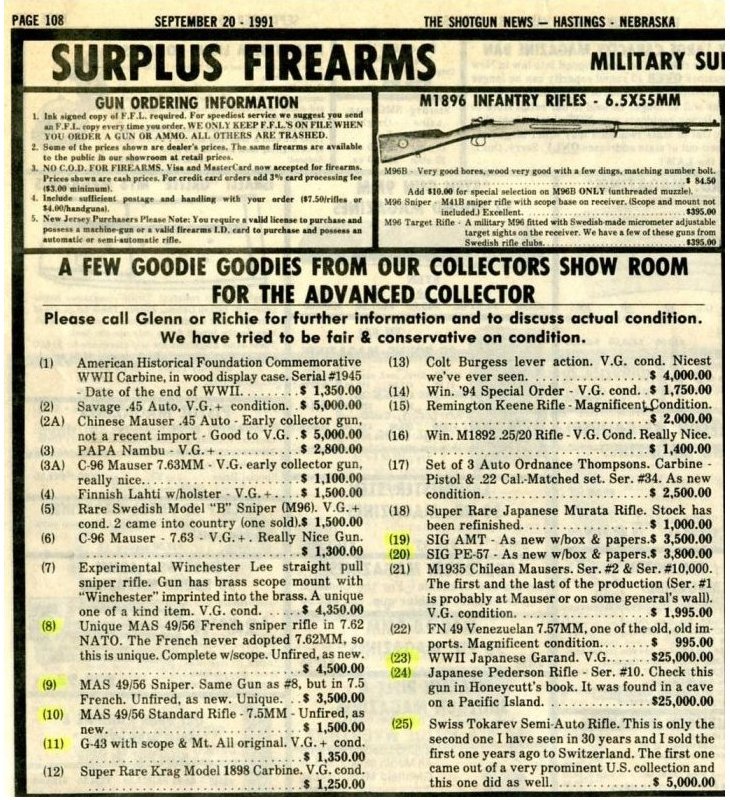 PAGE 108
SEPTEMBER 20 - 1991
THE SHOTGUN NEWS — HASTINGS - NEBRASKA
SURPLUS FIREARMS
MILITARY SU
GUN ORDERING INFORMATION
1. Ink signed copy of F.F.L. required. For speediest service we suggest you send
an F.F.L. copy every time you order. WE ONLY KEEP F.F.L.'S ON FILE WHEN
YOU ORDER A GUN OR AMMO. ALL OTHERS ARE TRASHED.
2. Some of the prices shown are dealer's prices. The same firearms are available
to the public in our showroom at retail prices.
3. NO C.O.D. FOR FIREARMS. Visa and MasterCard now accepted for firearms.
Prices shown are cash prices. For credit card orders add 3% card processing fee
($3.00 minimum).
4. Include sufficient postage and handling with your order ($7.50/rifles or
$4.00/handguns).
5. New Jersey Purchasers Please Note: You require a valid license to purchase and
possess a machine-gun or a valid firearms I.D. card to purchase and possess an
automatic or semi-automatic rifle.
M1896 INFANTRY RIFLES - 6.5X55MM
M96B - Very good bores, wood very good with a few dings, matching number bolt.
$ 84.50
Add $10.00 for special selection on M96B ONLY (unthreaded muzzle).
M96 Sniper - M41B sniper rifle with scope base on receiver. (Scope and mount not
included.) Excellent. $395.00
M96 Target Rifle - A military M96 fitted with Swedish-made micrometer adjustable
target sights on the receiver. We have a few of these guns from
Swedish rifle clubs. $395.00
A FEW GOODIE GOODIES FROM OUR COLLECTORS SHOW ROOM
FOR THE ADVANCED COLLECTOR
Please call Glenn or Richie for further information and to discuss actual condition.
We have tried to be fair & conservative on condition.
(1) American Historical Foundation Commemorative
WWII Carbine, in wood display case. Serial #1945
- Date of the end of WWII. . . . $ 1,350.00
(2) Savage .45 Auto, V.G. + condition. . $ 5,000.00
(2A) Chinese Mauser .45 Auto - Early collector gun,
not a recent import - Good to V.G. . $ 5,000.00
(3) PAPA Nambu - V.G. + . . . . . $ 2,800.00
(3A) C-96 Mauser 7.63MM - V.G. early collector gun,
really nice. . . . . $ 1,100.00
(4) Finnish Lahti w/holster - V.G. + . . . $ 1,500.00
(5) Rare Swedish Model "B" Sniper (M96). V.G. +
cond. 2 came into country (one sold).$ 1,500.00
(6) C-96 Mauser - 7.63 - V.G. + . Really Nice Gun.
. . . . . $ 1,300.00
(7) Experimental Winchester Lee straight pull
sniper rifle. Gun has brass scope mount with
"Winchester" imprinted into the brass. A unique
one of a kind item. V.G. cond. . . . . $ 4,350.00
(8) Unique MAS 49/56 French sniper rifle in 7.62
NATO. The French never adopted 7.62MM, so
this is unique. Complete w/scope. Unfired, as new.
. . . . . $ 4,500.00
(9) MAS 49/56 Sniper. Same Gun as #8, but in 7.5
French. Unfired, as new. Unique. . . $ 3,500.00
(10) MAS 49/56 Standard Rifle - 7.5MM - Unfired, as
new. . . . . $ 1,500.00
(11) G-43 with scope & Mt. All original. V.G. + cond.
. . . . . $ 1,350.00
(12) Super Rare Krag Model 1898 Carbine. V.G. cond.
. . . . . $ 1,250.00
(13) Colt Burgess lever action. V.G. cond. Nicest
we've ever seen. . . . . $ 4,000.00
(14) Win. '94 Special Order - V.G. cond. . $ 1,750.00
(15) Remington Keene Rifle - Magnificent Condition.
. . . . . $ 2,000.00
(16) Win. M1892 .25/20 Rifle - V.G. Cond. Really Nice.
. . . . . $ 1,400.00
(17) Set of 3 Auto Ordnance Thompsons. Carbine -
Pistol & .22 Cal.-Matched set. Ser. #34. As new
condition. . . . . $ 2,500.00
(18) Super Rare Japanese Murata Rifle. Stock has
been refinished. . . . . $ 1,000.00
(19) SIG AMT - As new w/box & papers.$ 3,500.00
(20) SIG PE-57 - As new w/box & papers.$ 3,800.00
(21) M1935 Chilean Mausers. Ser. #2 & Ser. #10,000.
The first and the last of the production (Ser. #1
is probably at Mauser or on some general's wall).
V.G. condition. . . . . $ 1,995.00
(22) FN 49 Venezuelan 7.57MM, one of the old, old im-
ports. Magnificent condition. . . . $ 995.00
(23) WWII Japanese Garand. V.G. . . . $25,000.00
(24) Japanese Pederson Rifle - Ser. #10. Check this
gun in Honeycutt's book. It was found in a cave
on a Pacific Island. . . . . $25,000.00
(25) Swiss Tokarev Semi-Auto Rifle. This is only the
second one I have seen in 30 years and I sold the
first one years ago to Switzerland. The first one
came out of a very prominent U.S. collection and
this one did as well. . . . . $ 5,000.00